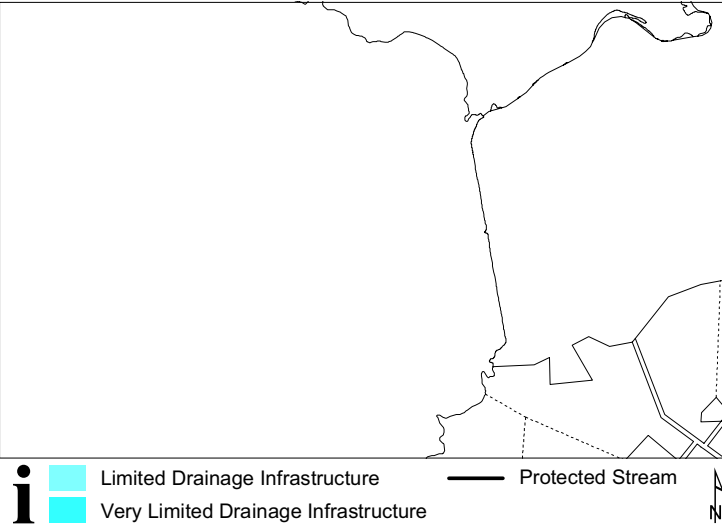 i
Limited Drainage Infrastructure
Very Limited Drainage Infrastructure
Protected Stream
N